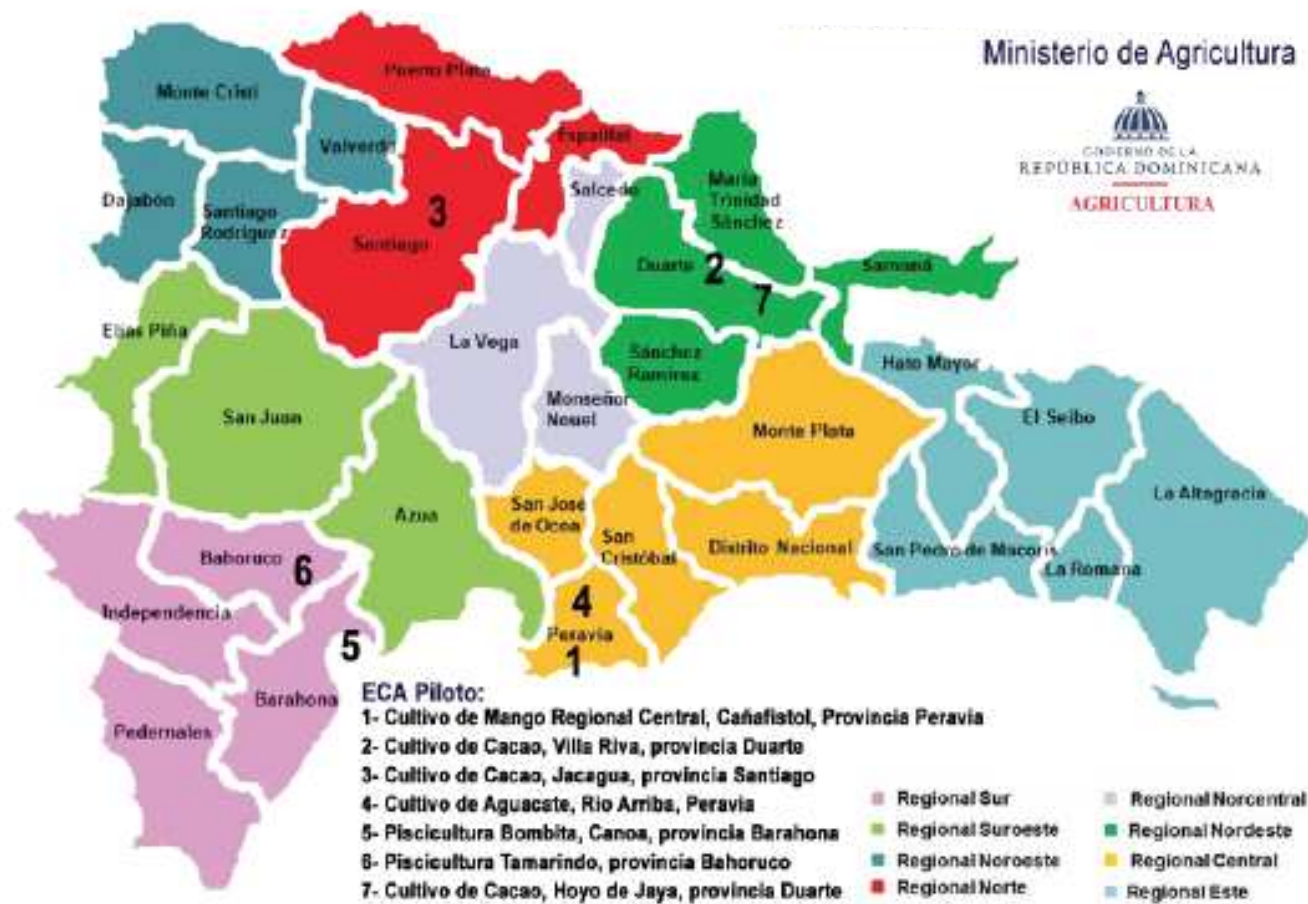 Ministerio de Agricultura
GOBIERNO DE LA
REPÚBLICA DOMINICANA
AGRICULTURA
Puerto Plata
Monte Cristi
Espaillat
Valverde
Salcedo
María
Trinidad
Sánchez
Dajabón
Santiago
Rodríguez
3
Santiago
Duarte
2
Samaná
7
Elías Piña
La Vega
Sánchez
Ramírez
Hato Mayor
San Juan
Monseñor
Nouel
El Seibo
Monte Plata
La Altagracia
Azua
San José
de Ocoa
San
Cristóbal
Distrito Nacional
San Pedro de Macorís
La Romana
Bahoruco
6
Independencia
4
Peravia
1
5
Barahona
Pedernales
ECA Piloto:
1- Cultivo de Mango Regional Central, Cañafistol, Provincia Peravia
2- Cultivo de Cacao, Villa Riva, provincia Duarte
3- Cultivo de Cacao, Jacagua, provincia Santiago
4- Cultivo de Aguacate, Rio Arriba, Peravia
5- Piscicultura Bombita, Canoa, provincia Barahona
6- Piscicultura Tamarindo, provincia Bahoruco
7- Cultivo de Cacao, Hoyo de Jaya, provincia Duarte
Regional Sur
Regional Suroeste
Regional Noroeste
Regional Norte
Regional Norcentral
Regional Nordeste
Regional Central
Regional Este